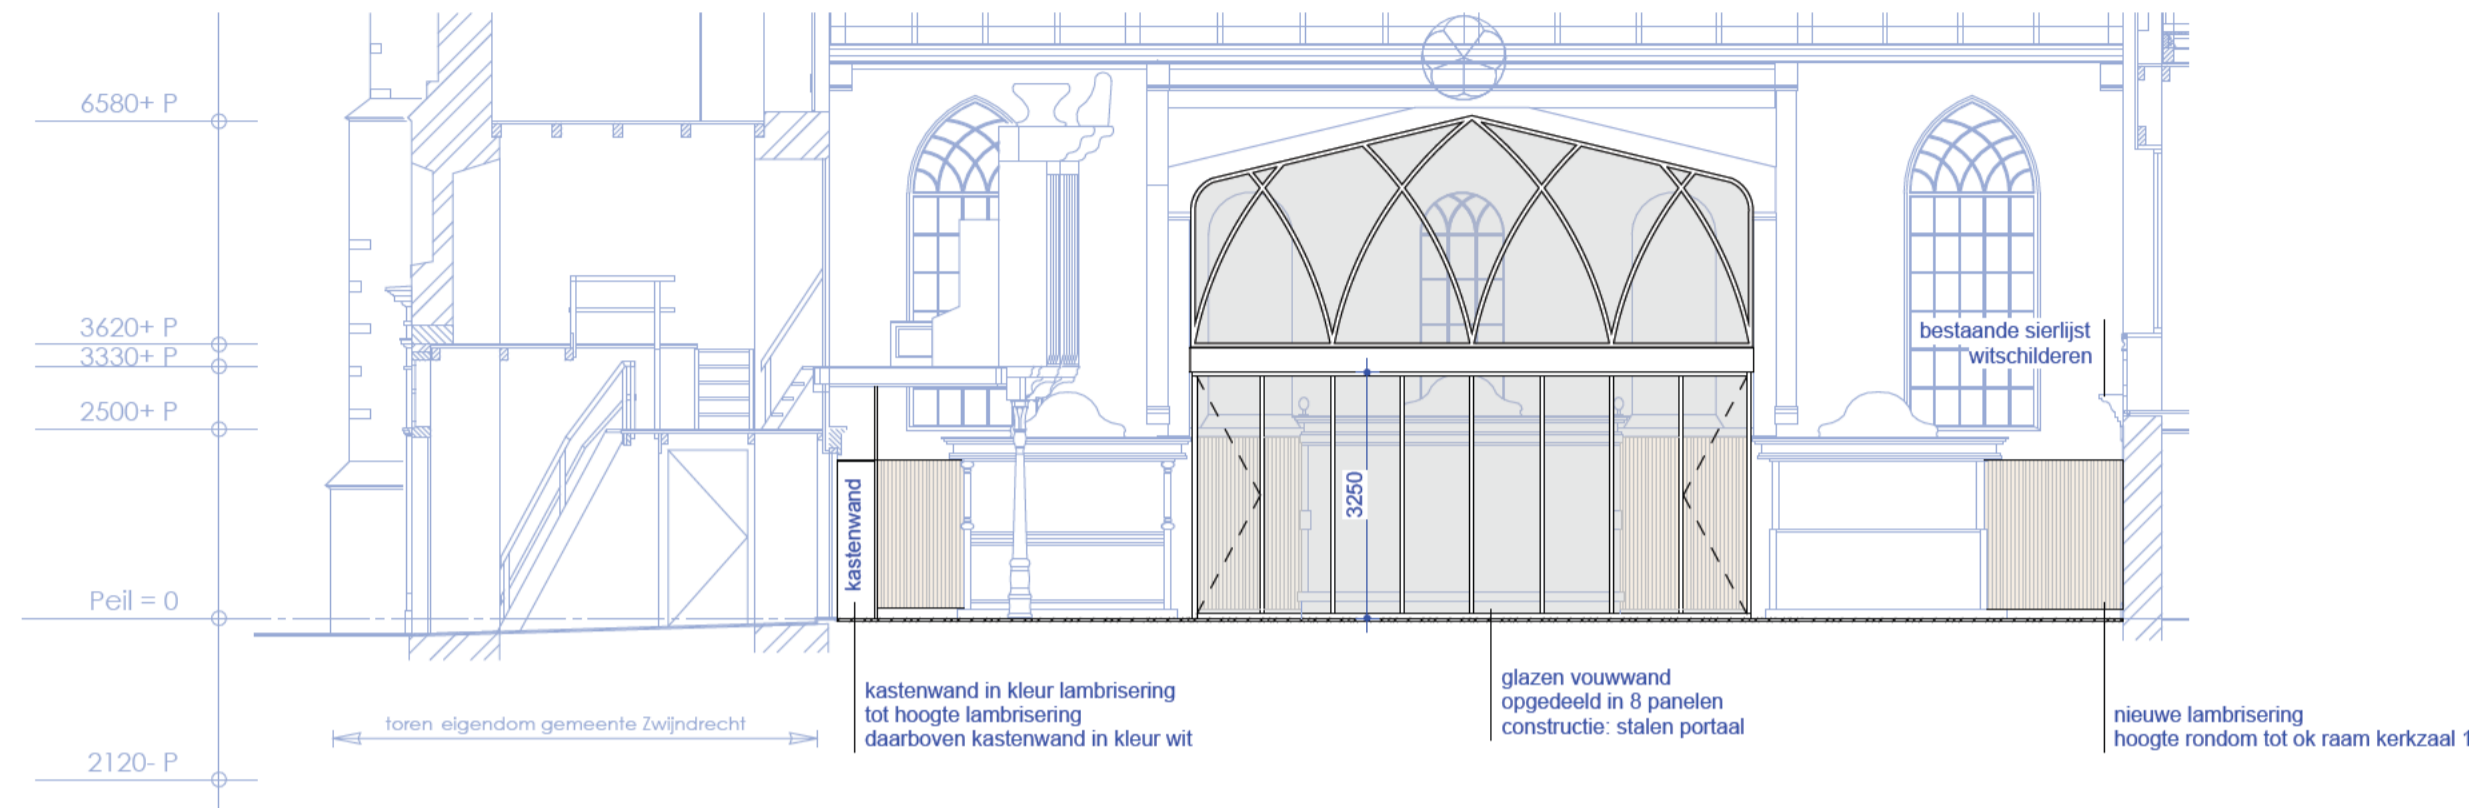 6580+ P
3620+ P
3330+ P
2500+ P
Peil = 0
2120- P
toren eigendom gemeente Zwijndrecht
kastenwand
kastenwand in kleur lambrisering
tot hoogte lambrisering
daarboven kastenwand in kleur wit
3250
glazen vouwwand
opgedeeld in 8 panelen
constructie: stalen portaal
bestaande sierlijst
witschilderen
nieuwe lambrisering
hoogte rondom tot ok raam kerkzaal 1